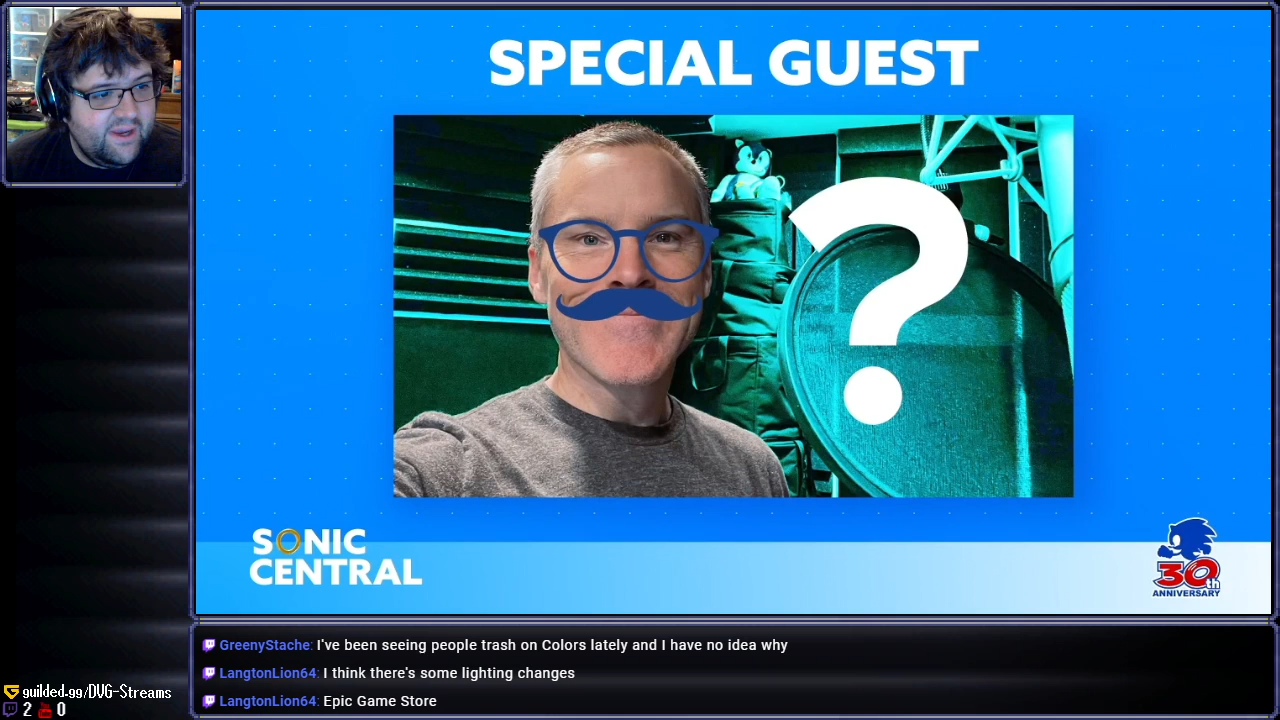 SPECIAL GUEST
?
SONIC
CENTRAL
30th
ANNIVERSARY
GreenyStache: I've been seeing people trash on Colors lately and I have no idea why
LangtonLion64: I think there's some lighting changes
LangtonLion64: Epic Game Store
guilded.gg/DVG-Streams
2 0